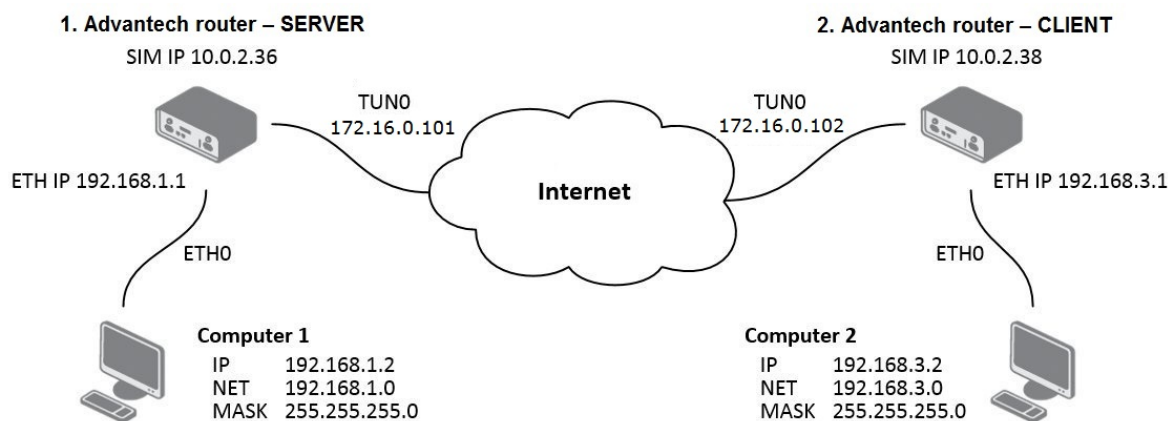 1. Advantech router – SERVER
SIM IP 10.0.2.36
TUN0
172.16.0.101
ETH IP 192.168.1.1
ETH0
Computer 1
IP 192.168.1.2
NET 192.168.1.0
MASK 255.255.255.0
Internet
2. Advantech router – CLIENT
SIM IP 10.0.2.38
TUN0
172.16.0.102
ETH IP 192.168.3.1
ETH0
Computer 2
IP 192.168.3.2
NET 192.168.3.0
MASK 255.255.255.0